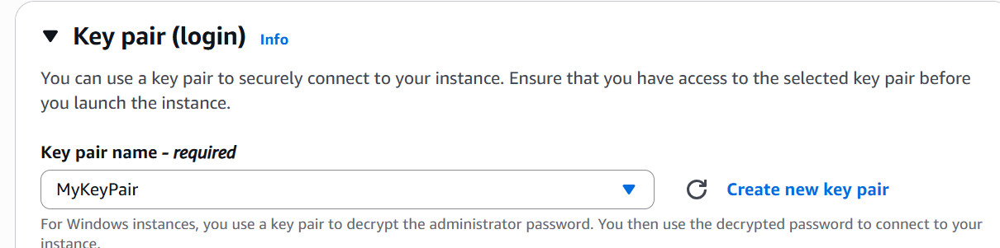 Key pair (login) Info
You can use a key pair to securely connect to your instance. Ensure that you have access to the selected key pair before
you launch the instance.
Key pair name - required
MyKeyPair
Create new key pair
For Windows instances, you use a key pair to decrypt the administrator password. You then use the decrypted password to connect to your
instance.